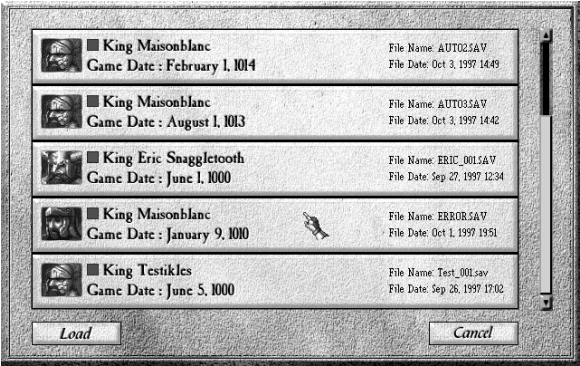 King Maisonblanc
File Name: AUTO2.SAV
Game Date : February 1, 1014
File Date: Oct 3, 1997 14:49
King Maisonblanc
File Name: AUTO3.SAV
Game Date : August 1, 1013
File Date: Oct 3, 1997 14:42
King Eric Snaggletooth
File Name: ERIC_001.SAV
Game Date : June 1, 1000
File Date: Sep 27, 1997 12:34
King Maisonblanc
File Name: ERROR.SAV
Game Date : January 9, 1010
File Date: Oct 1, 1997 19:51
King Testikles
File Name: Test_001.sav
Game Date : June 5, 1000
File Date: Sep 26, 1997 17:02
Load
Cancel